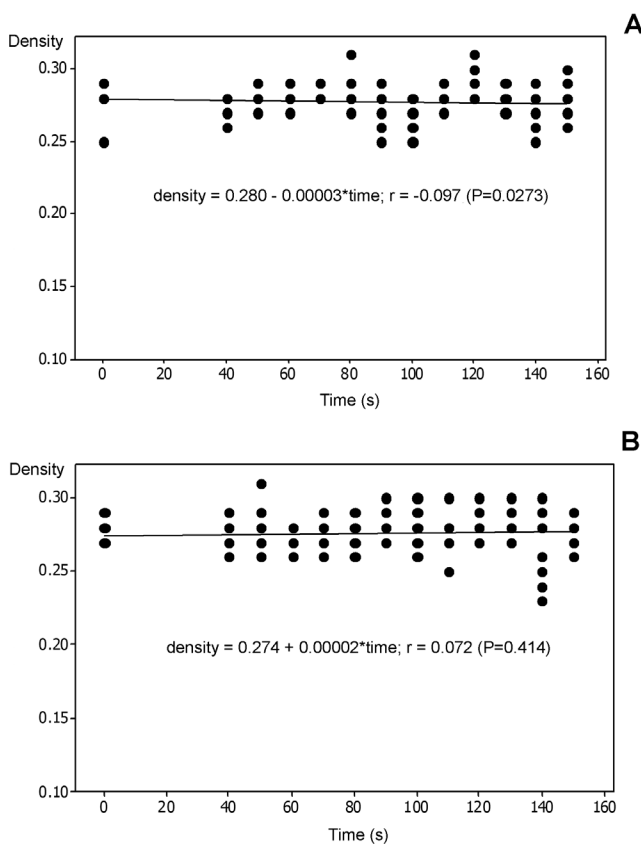 A
Density
0.30
0.25
0.20
0.15
0.10
density = 0.280 - 0.00003*time; r = -0.097 (P=0.0273)
0 20 40 60 80 100 120 140 160
Time (s)
B
Density
0.30
0.25
0.20
0.15
0.10
density = 0.274 + 0.00002*time; r = 0.072 (P=0.414)
0 20 40 60 80 100 120 140 160
Time (s)